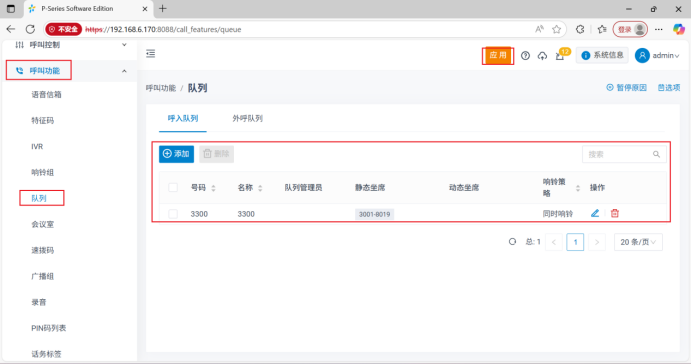 P-Series Software Edition
不安全 https://192.168.6.170:8088/call_features/queue
登录
呼叫控制
应用
12
系统信息
admin
呼叫功能
呼叫功能 / 队列
暂停原因
首选项
语音信箱
特征码
IVR
响铃组
队列
会议室
速拨码
广播组
录音
PIN码列表
话务标签
呼入队列
外呼队列
添加
删除
搜索
号码
名称
队列管理员
静态坐席
动态坐席
响铃策略
操作
3300
3300
3001-8019
同时响铃
总: 1
1
20 条/页